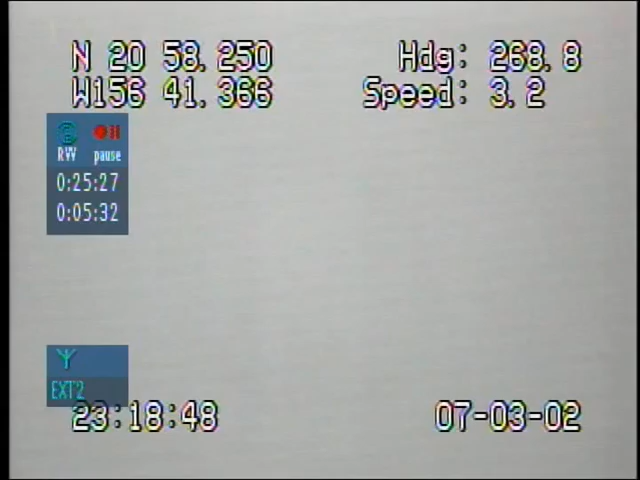 N 20 58.250 Hdg: 268.8
W156 41.366 Speed: 3.2
RW pause
0:25:27
0:05:32
EXT2
23:18:48 07-03-02